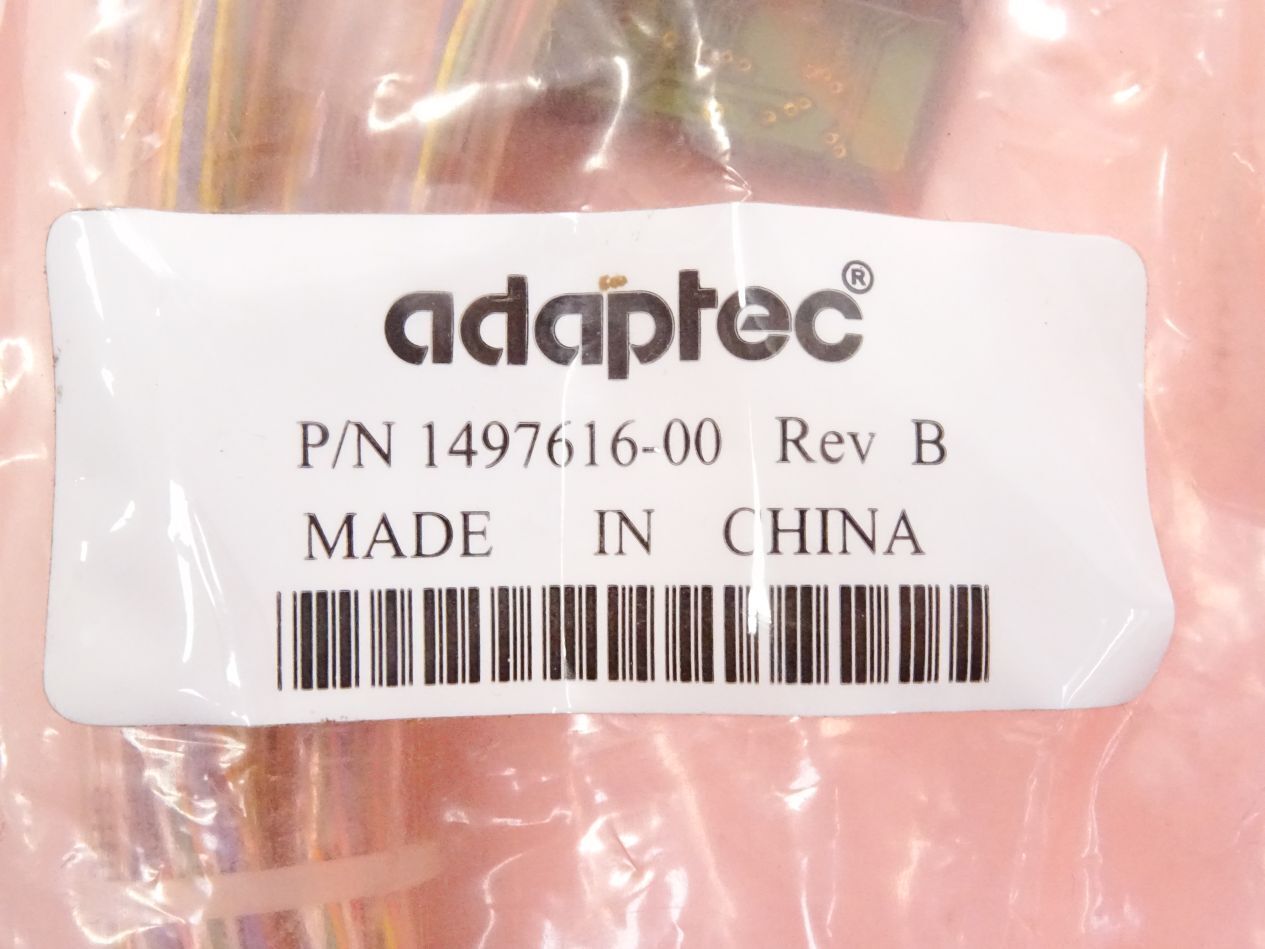 adaptec®
P/N 1497616-00 Rev B
MADE IN CHINA